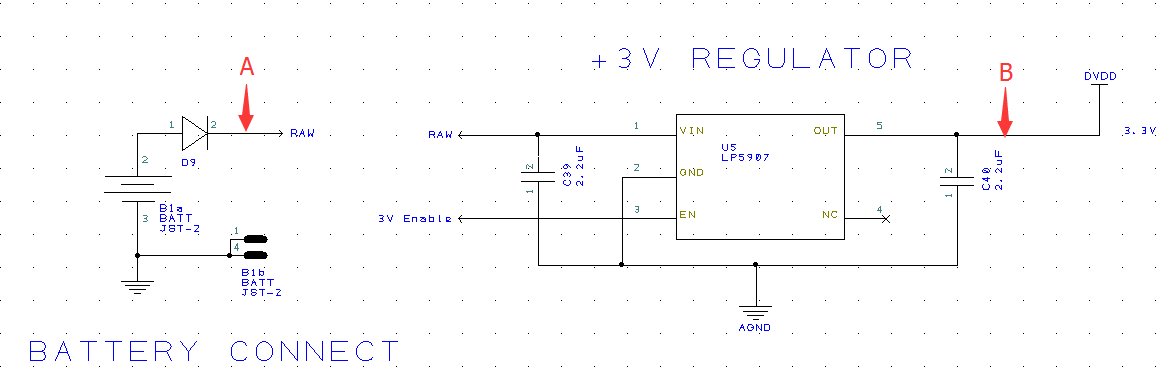 +3V REGULATOR
A
B
DVDD
1
2
RAW
D9
2
B1a
BATT
JST-2
3
1
4
B1b
BATT
JST-2
BATTERY CONNECT
RAW
1
VIN
OUT
5
3.3V
U5
LP5907
2
C39
2.2uF
1
2
GND
3V Enable
3
EN
NC
4
2
C40
2.2uF
1
AGND